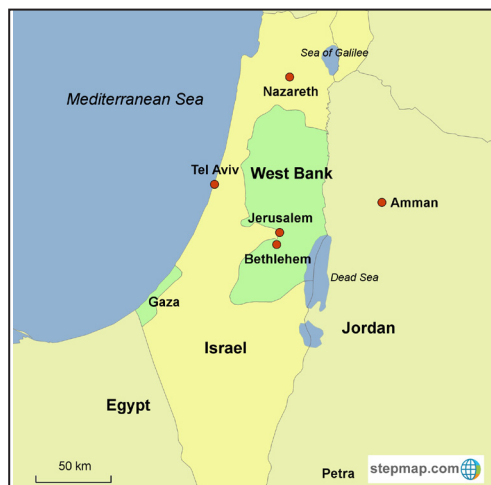 Sea of Galilee
Nazareth
Mediterranean Sea
Tel Aviv
West Bank
Amman
Jerusalem
Bethlehem
Dead Sea
Gaza
Jordan
Israel
Egypt
50 km
Petra
stepmap.com